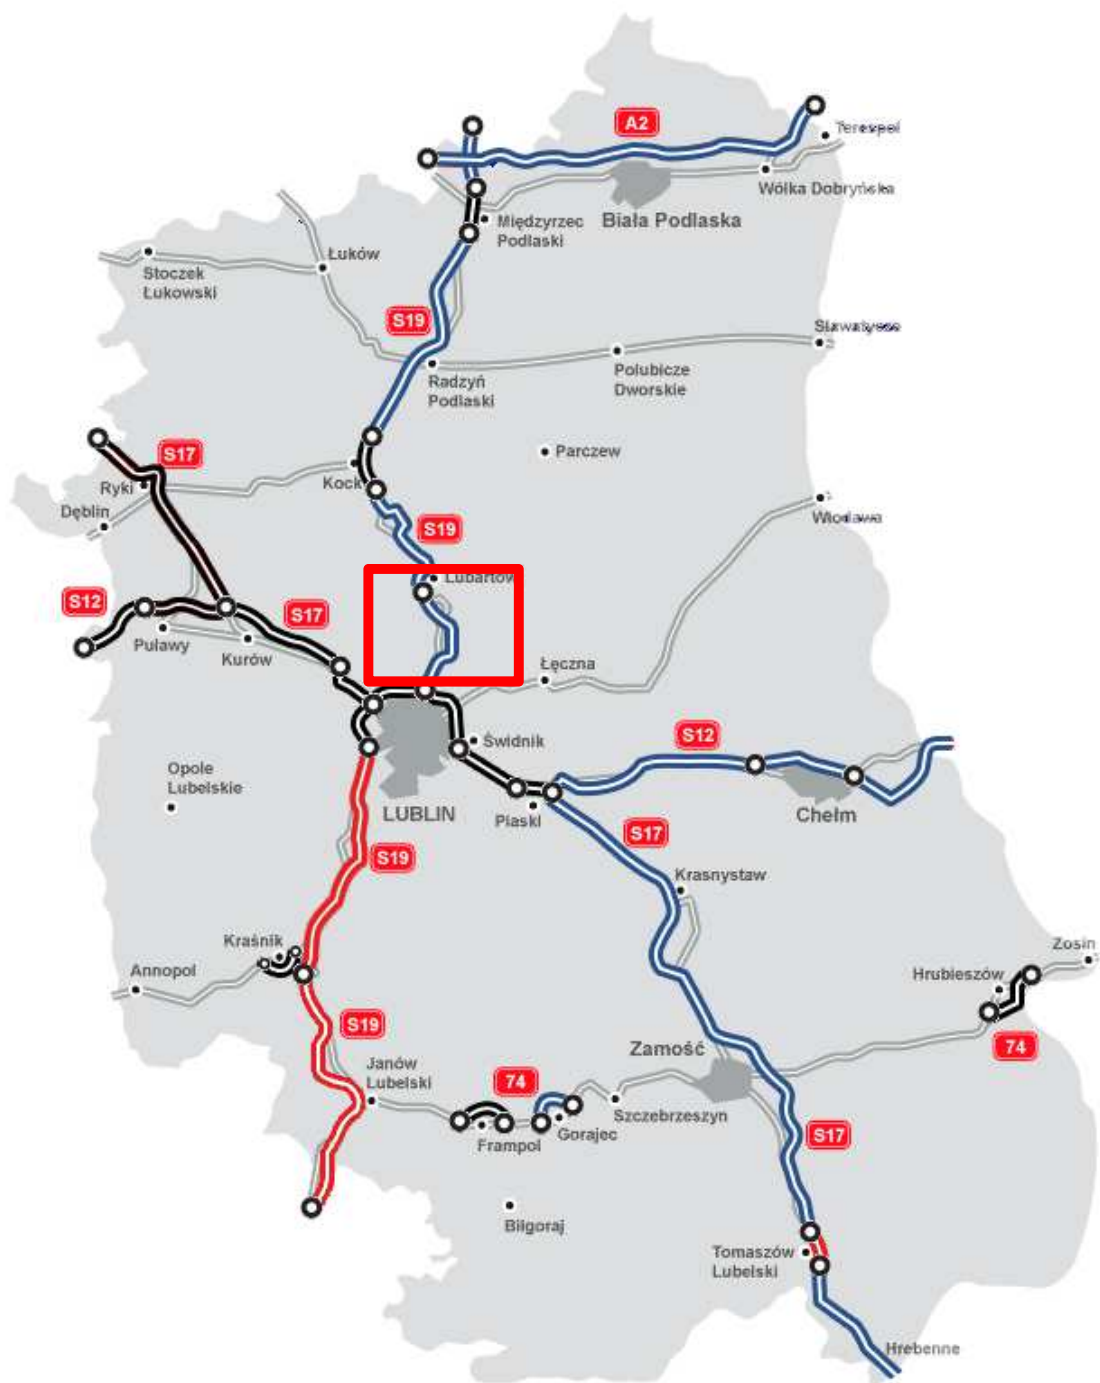 A2
Terespol
Wólka Dobryńska
Biała Podlaska
Międzyrzec
Podlaski
Łuków
Stoczek
Łukowski
S19
Sławatycze
Polubicze
Dworskie
Radzyń
Podlaski
S17
Parczew
Kock
Ryki
Dęblin
Włodawa
S19
Lubartów
S12
S17
Puławy
Kurów
Łęczna
Świdnik
S12
Opole
Lubelskie
LUBLIN
Piaski
Chełm
S17
S19
Krasnystaw
Kraśnik
Annopol
Zosin
Hrubieszów
S19
Zamość
74
Janów
Lubelski
74
Szczebrzeszyn
Gorajec
Frampol
S17
Biłgoraj
Tomaszów
Lubelski
Hrebenne